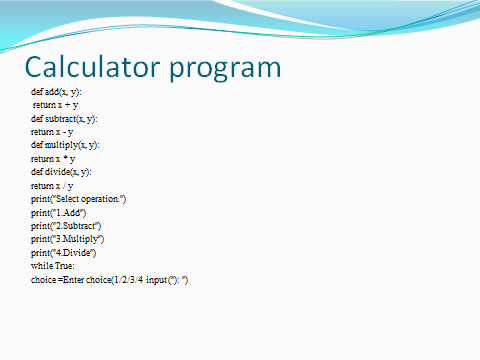 Calculator program
def add(x, y):
return x + y
def subtract(x, y):
return x - y
def multiply(x, y):
return x * y
def divide(x, y):
return x / y
print("Select operation.")
print("1.Add")
print("2.Subtract")
print("3.Multiply")
print("4.Divide")
while True:
choice =Enter choice(1/2/3/4 input("): ")